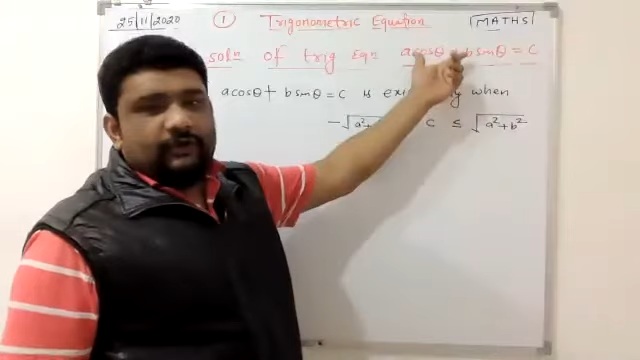 25/11/2020 ① Trigonometric Equation MATHS
soln of trig Eqn acosθ + bsinθ = C
acosθ + bsinθ = c is when
-√a²+ c ≤ √a²+b²